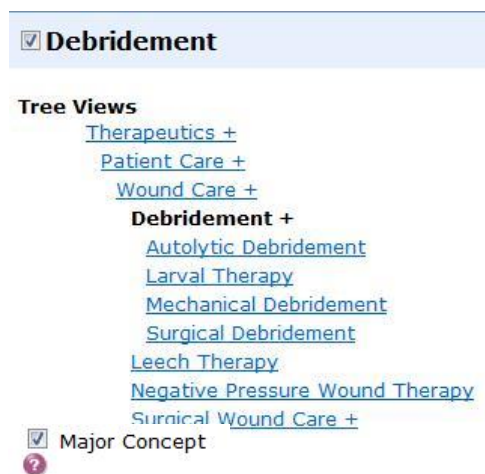 Debridement
Tree Views
Therapeutics +
Patient Care +
Wound Care +
Debridement +
Autolytic Debridement
Larval Therapy
Mechanical Debridement
Surgical Debridement
Leech Therapy
Negative Pressure Wound Therapy
Surgical Wound Care +
Major Concept
?